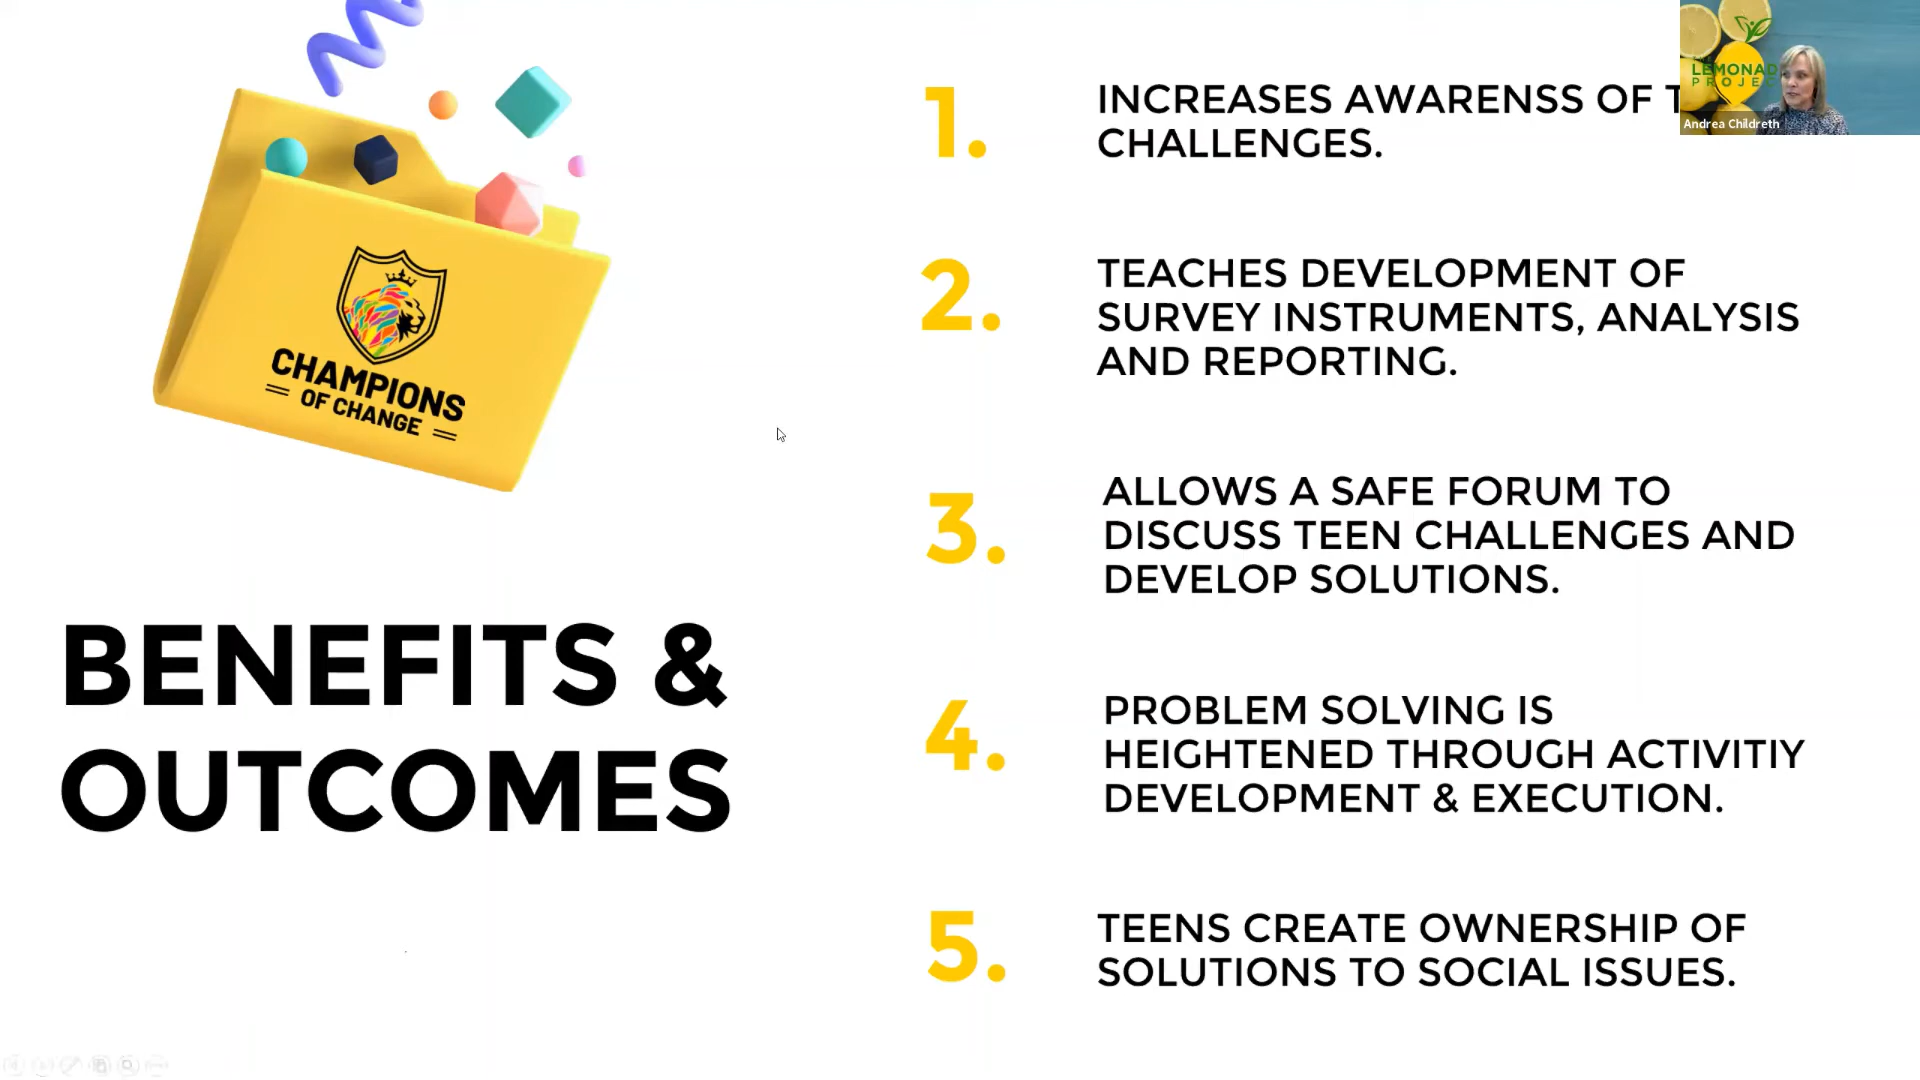 CHAMPIONS
OF CHANGE
BENEFITS &
OUTCOMES
1. INCREASES AWARENSS OF
CHALLENGES.
2. TEACHES DEVELOPMENT OF
SURVEY INSTRUMENTS, ANALYSIS
AND REPORTING.
3. ALLOWS A SAFE FORUM TO
DISCUSS TEEN CHALLENGES AND
DEVELOP SOLUTIONS.
4. PROBLEM SOLVING IS
HEIGHTENED THROUGH ACTIVITIY
DEVELOPMENT & EXECUTION.
5. TEENS CREATE OWNERSHIP OF
SOLUTIONS TO SOCIAL ISSUES.
LEMONAD
PROJEC
Andrea Childreth